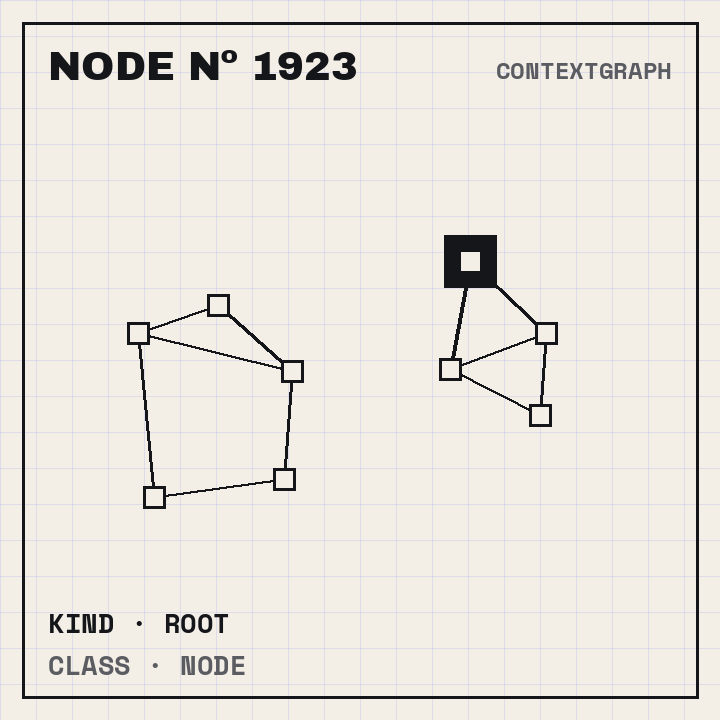 NODE Nº 1923
CONTEXTGRAPH
KIND · ROOT
CLASS · NODE